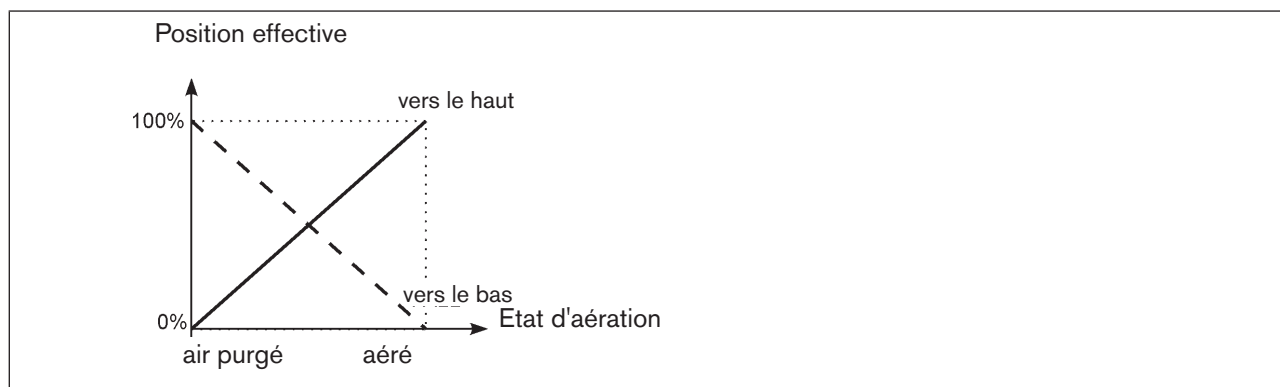 Position effective
vers le haut
100%
vers le bas
0%
Etat d'aération
air purgé
aéré